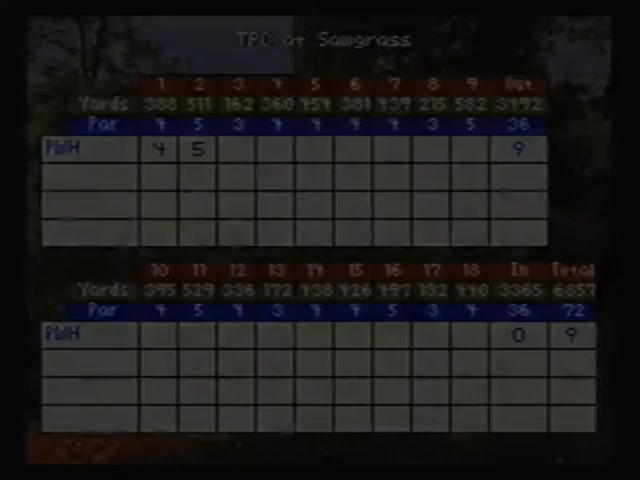 TPC at Sawgrass
1 2 3 4 5 6 7 8 9 Out
Yards 388 511 162 360 454 381 439 215 582 3492
Par 4 5 3 4 4 4 4 3 5 36
PWH 4 5 9
10 11 12 13 14 15 16 17 18 In Total
Yards 395 529 336 172 438 426 497 132 440 3365 6857
Par 4 5 4 3 4 4 5 3 4 36 72
PWH 0 9